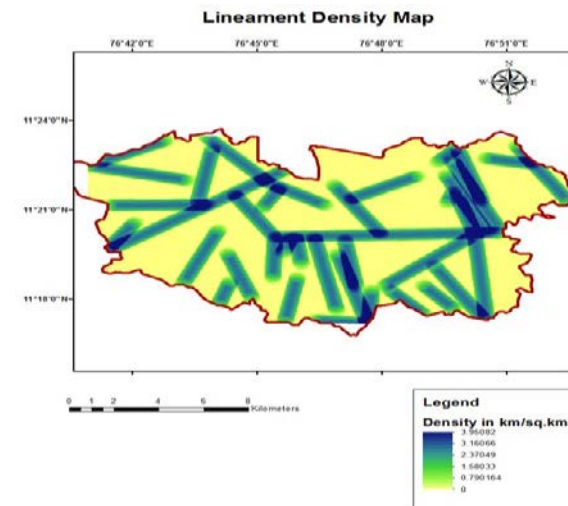 Lineament Density Map
76°42'0"E 76°45'0"E 76°48'0"E 76°51'0"E
N
W E
S
11°24'0"N
11°21'0"N
11°18'0"N
0 1 2 4 6 8
Kilometers
Legend
Density in km/sq.km
3.95082
3.16066
2.37049
1.58033
0.790164
0